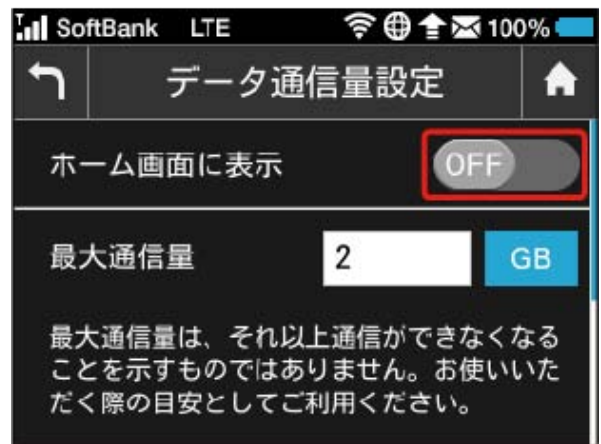 SoftBank LTE 100%
データ通信量設定
ホーム画面に表示 OFF
最大通信量 2 GB
最大通信量は、それ以上通信ができなくなる
ことを示すものではありません。お使いいた
だく際の目安としてご利用ください。